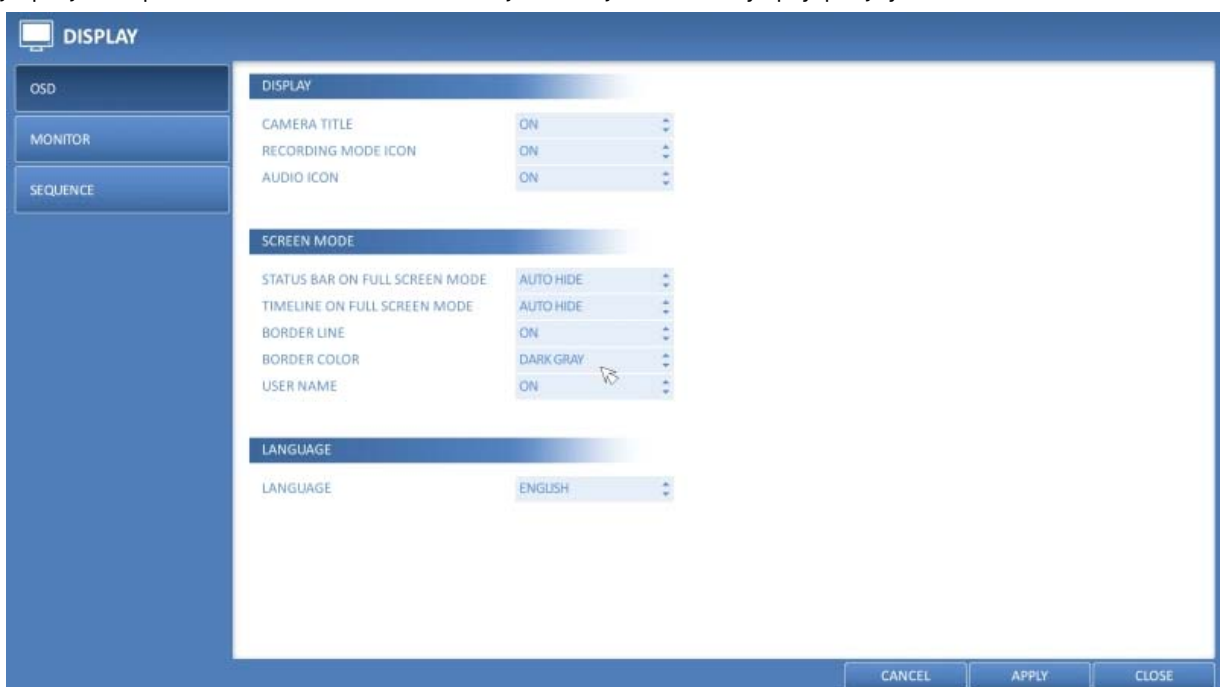 DISPLAY
OSD
MONITOR
SEQUENCE
DISPLAY
CAMERA TITLE ON
RECORDING MODE ICON ON
AUDIO ICON ON
SCREEN MODE
STATUS BAR ON FULL SCREEN MODE AUTO HIDE
TIMELINE ON FULL SCREEN MODE AUTO HIDE
BORDER LINE ON
BORDER COLOR DARK GRAY
USER NAME ON
LANGUAGE
LANGUAGE ENGLISH
CANCEL APPLY CLOSE